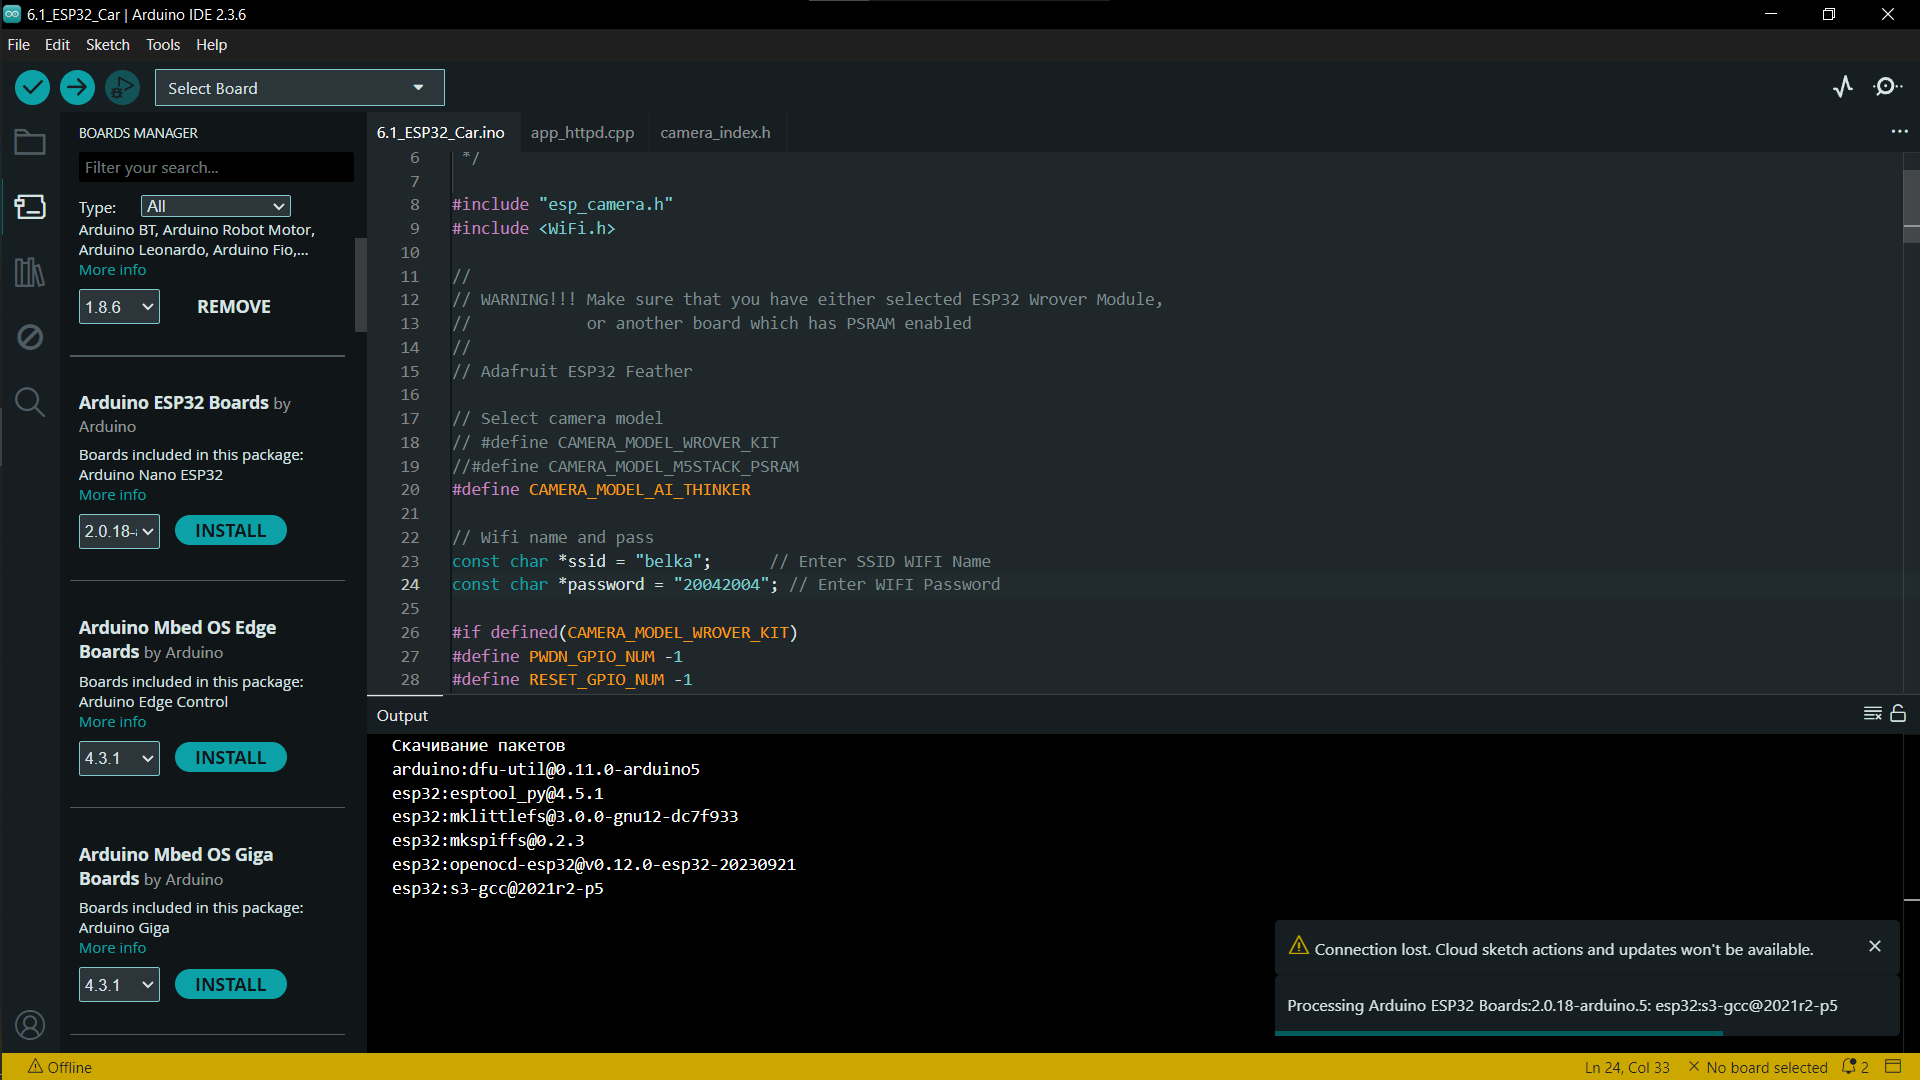 6.1_ESP32_Car | Arduino IDE 2.3.6
File Edit Sketch Tools Help
Select Board
BOARDS MANAGER
Filter your search...
Type: All
Arduino BT, Arduino Robot Motor,
Arduino Leonardo, Arduino Fio,...
More info
1.8.6 REMOVE
Arduino ESP32 Boards by
Arduino
Boards included in this package:
Arduino Nano ESP32
More info
2.0.18- INSTALL
Arduino Mbed OS Edge
Boards by Arduino
Boards included in this package:
Arduino Edge Control
More info
4.3.1 INSTALL
Arduino Mbed OS Giga
Boards by Arduino
Boards included in this package:
Arduino Giga
More info
4.3.1 INSTALL
6.1_ESP32_Car.ino app_httpd.cpp camera_index.h
6 */
7
8 #include "esp_camera.h"
9 #include <WiFi.h>
10
11 //
12 // WARNING!!! Make sure that you have either selected ESP32 Wrover Module,
13 // or another board which has PSRAM enabled
14 //
15 // Adafruit ESP32 Feather
16
17 // Select camera model
18 // #define CAMERA_MODEL_WROVER_KIT
19 //#define CAMERA_MODEL_M5STACK_PSRAM
20 #define CAMERA_MODEL_AI_THINKER
21
22 // Wifi name and pass
23 const char *ssid = "belka"; // Enter SSID WIFI Name
24 const char *password = "20042004"; // Enter WIFI Password
25
26 #if defined(CAMERA_MODEL_WROVER_KIT)
27 #define PWDN_GPIO_NUM -1
28 #define RESET_GPIO_NUM -1
Output
Скачивание пакетов
arduino:dfu-util@0.11.0-arduino5
esp32:esptool_py@4.5.1
esp32:mklittlefs@3.0.0-gnu12-dc7f933
esp32:mkspiffs@0.2.3
esp32:openocd-esp32@v0.12.0-esp32-20230921
esp32:s3-gcc@2021r2-p5
Connection lost. Cloud sketch actions and updates won't be available.
Processing Arduino ESP32 Boards:2.0.18-arduino.5: esp32:s3-gcc@2021r2-p5
Offline
Ln 24, Col 33 × No board selected 2